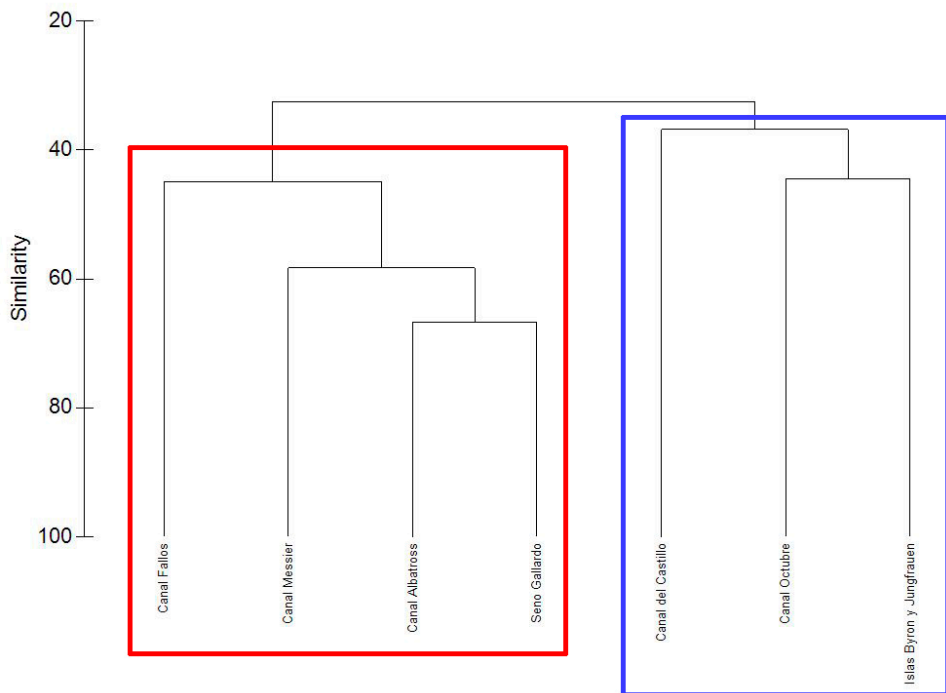 20
40
60
80
100
Similarity
Canal Fallos
Canal Messier
Canal Albatross
Seno Gallardo
Canal del Castillo
Canal Octubre
Islas Byron y Jungfrauen